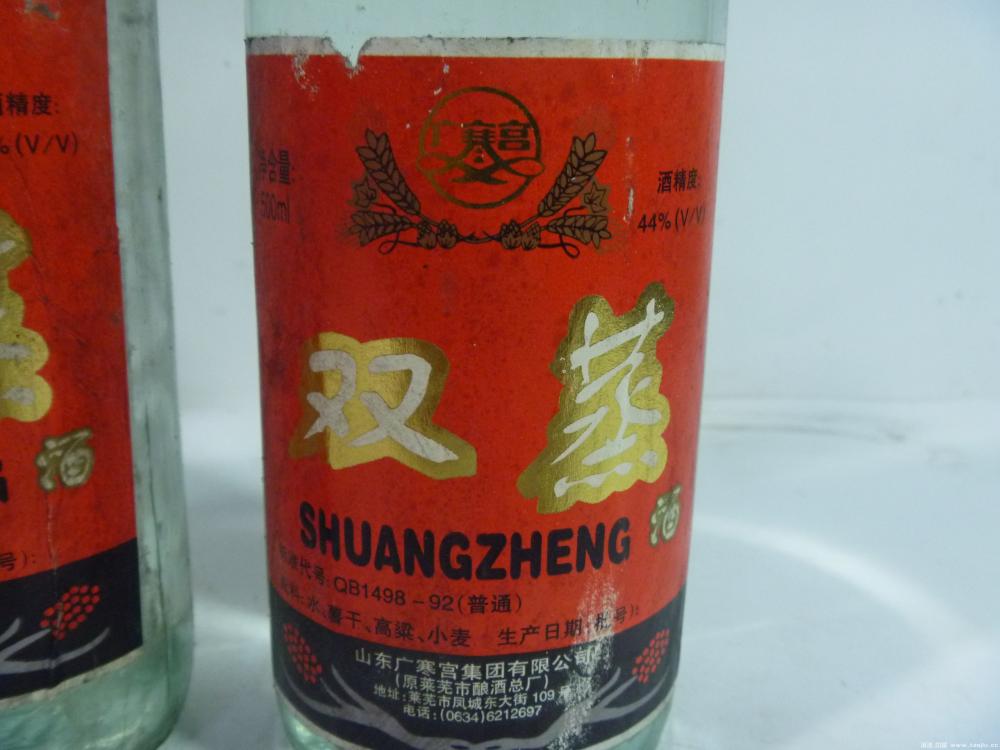 广寒宫
净含量:
500ml
酒精度:
44%(V/V)
双蒸
酒
SHUANGZHENG
标准代号:QB1498-92(普通)
原料:水、薯干、高粱、小麦 生产日期(批号):
山东广寒宫集团有限公司
(原莱芜市酿酒总厂)
地址:莱芜市凤城东大街109号
电话:(0634)6212697
酒精度:
%(V/V)
酒
号):